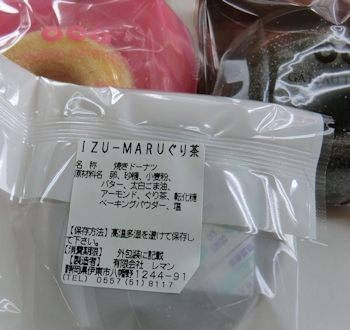 IZU-MARUぐり茶
名 称 焼きドーナツ
原材料名 卵、砂糖、小麦粉、
バター、太白ごま油、
アーモンド、ぐり茶、転化糖
ベーキングパウダー、塩
【保存方法】高温多湿を避けて保存し
て下さい。
【消費期限】 外包装に記載
【製造者】 有限会社 レマン
静岡県伊東市八幡野1244-91
(TEL) 0557(51)8117